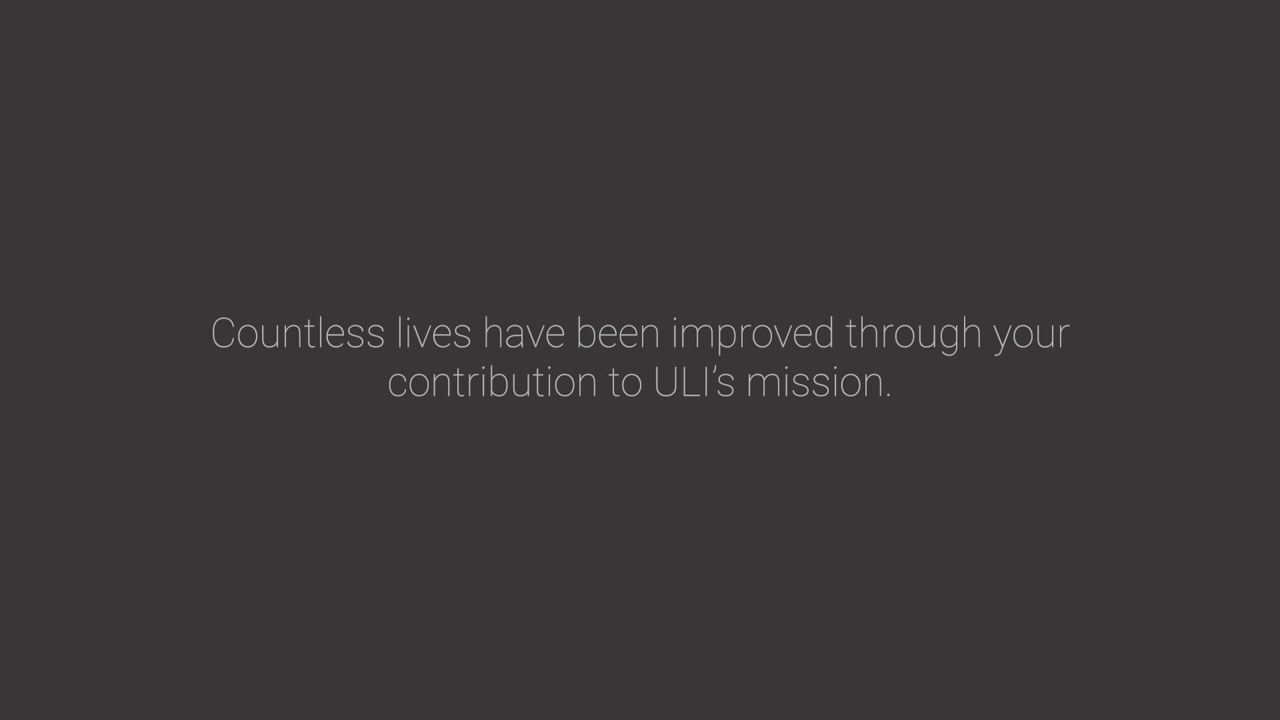 Countless lives have been improved through your
contribution to ULI’s mission.